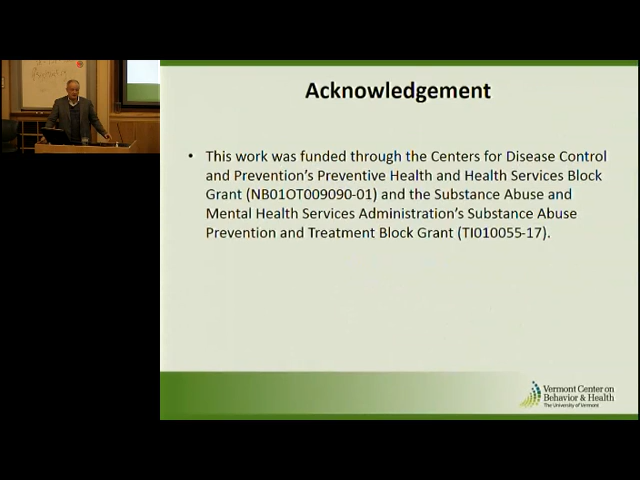 Acknowledgement
• This work was funded through the Centers for Disease Control
and Prevention's Preventive Health and Health Services Block
Grant (NB01OT009090-01) and the Substance Abuse and
Mental Health Services Administration's Substance Abuse
Prevention and Treatment Block Grant (TI010055-17).
Vermont Center on
Behavior & Health
The University of Vermont